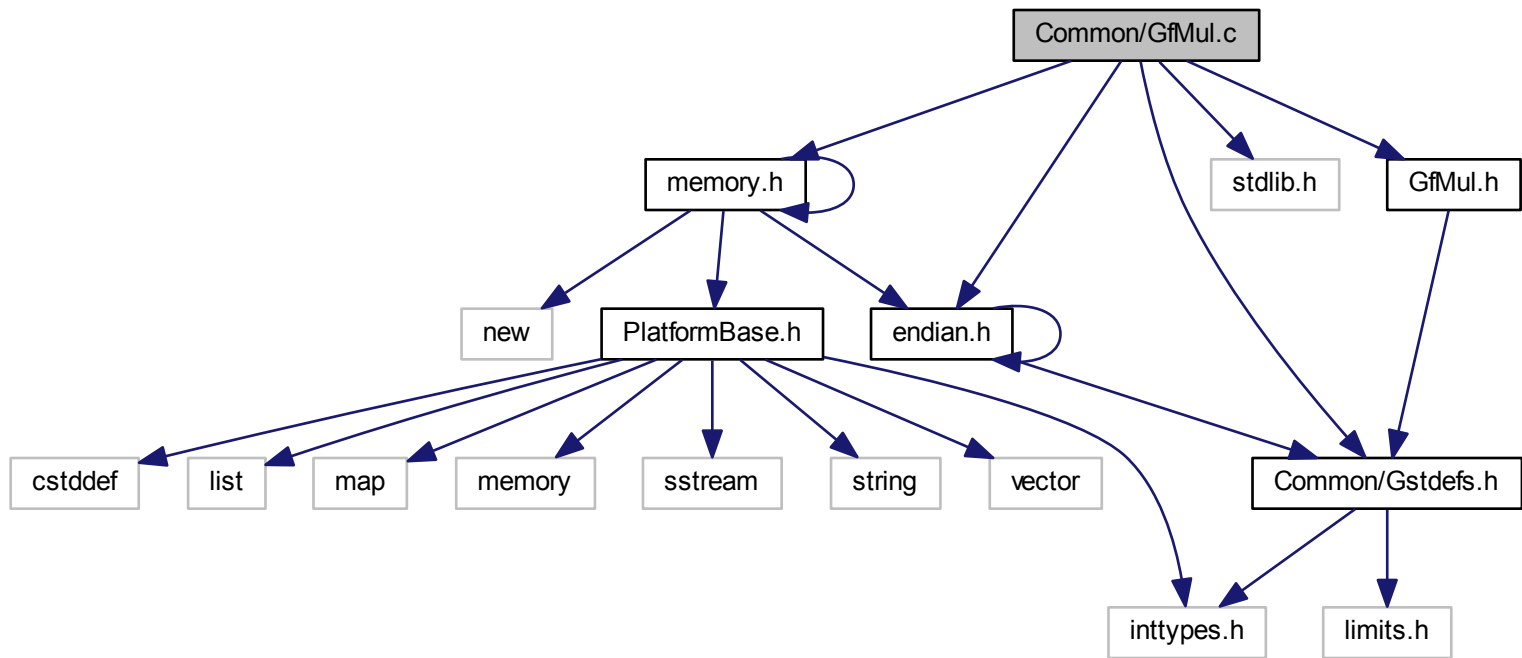 Common/GfMul.c
memory.h
stdlib.h
GfMul.h
new
PlatformBase.h
endian.h
cstddef
list
map
memory
sstream
string
vector
Common/Gstdefs.h
inttypes.h
limits.h